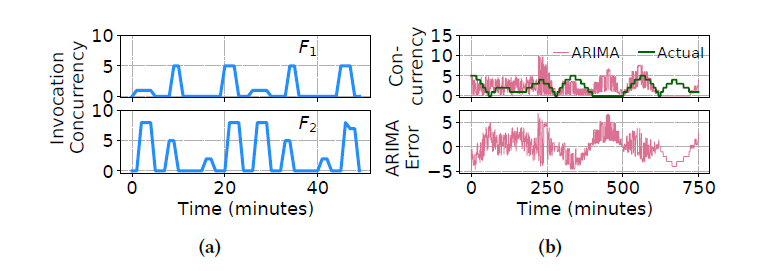 Invocation
Concurrency
10
5
0
F1
10
5
0
F2
0
20
40
Time (minutes)
(a)
Con-
currency
15
10
5
0
ARIMA
Actual
ARIMA
Error
5
0
−5
0
250
500
750
Time (minutes)
(b)